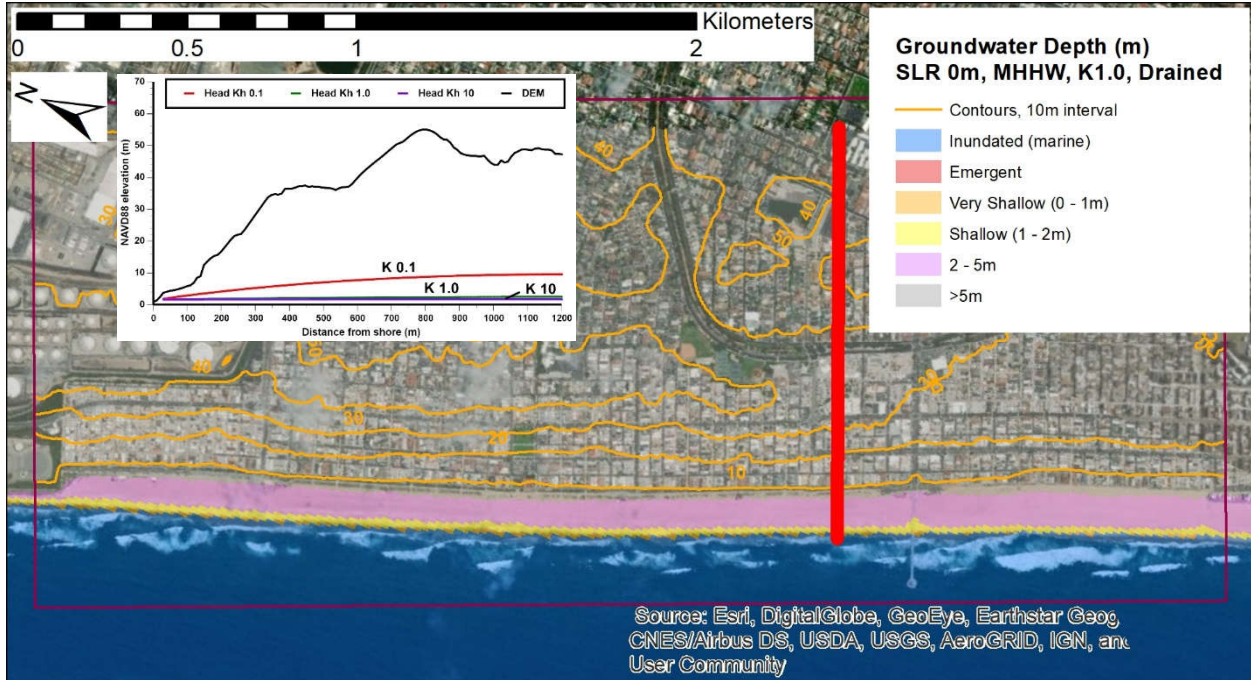 Kilometers
0 0.5 1 2
N
Groundwater Depth (m)
SLR 0m, MHHW, K1.0, Drained
Contours, 10m interval
Inundated (marine)
Emergent
Very Shallow (0 - 1m)
Shallow (1 - 2m)
2 - 5m
>5m
Head Kh 0.1 Head Kh 1.0 Head Kh 10 DEM
NAVD88 elevation (m)
70
60
50
40
30
20
10
0
K 0.1
K 1.0
K 10
0 100 200 300 400 500 600 700 800 900 1000 1100 1200
Distance from shore (m)
40
30
40
50
40
30
20
10
30
Source: Esri, DigitalGlobe, GeoEye, Earthstar Geog
CNES/Airbus DS, USDA, USGS, AeroGRID, IGN, and
User Community